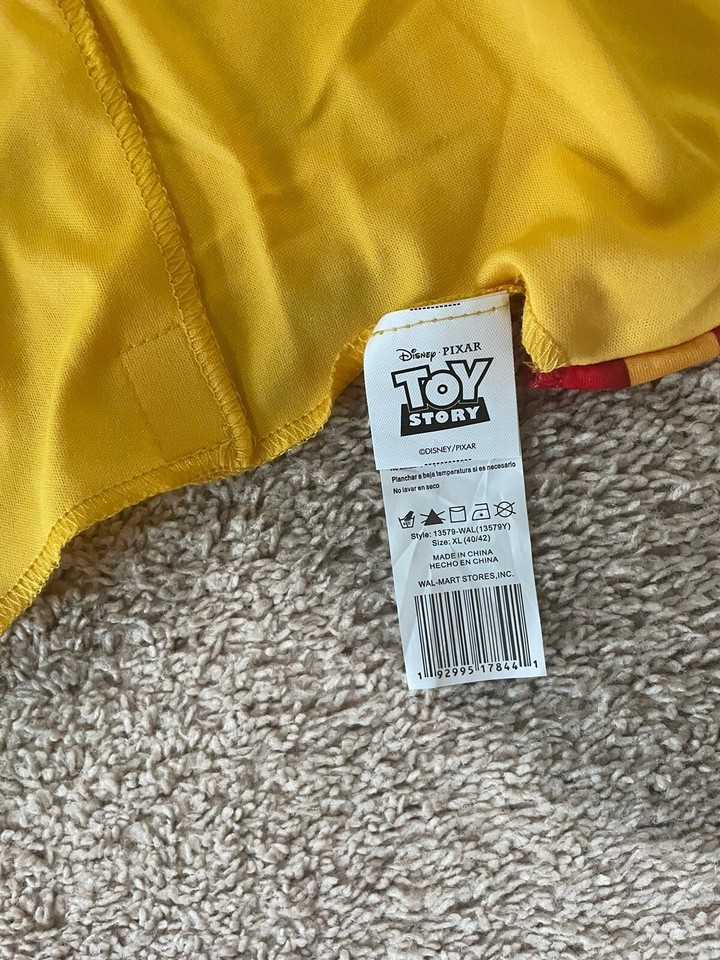 Disney · PIXAR
TOY
STORY
©DISNEY/PIXAR
Planchar a baja temperatura si es necesario
No lavar en seco
Style: 13579-WAL(13579Y)
Size: XL (40/42)
MADE IN CHINA
HECHO EN CHINA
WAL-MART STORES,INC.
1 92995 17844 1